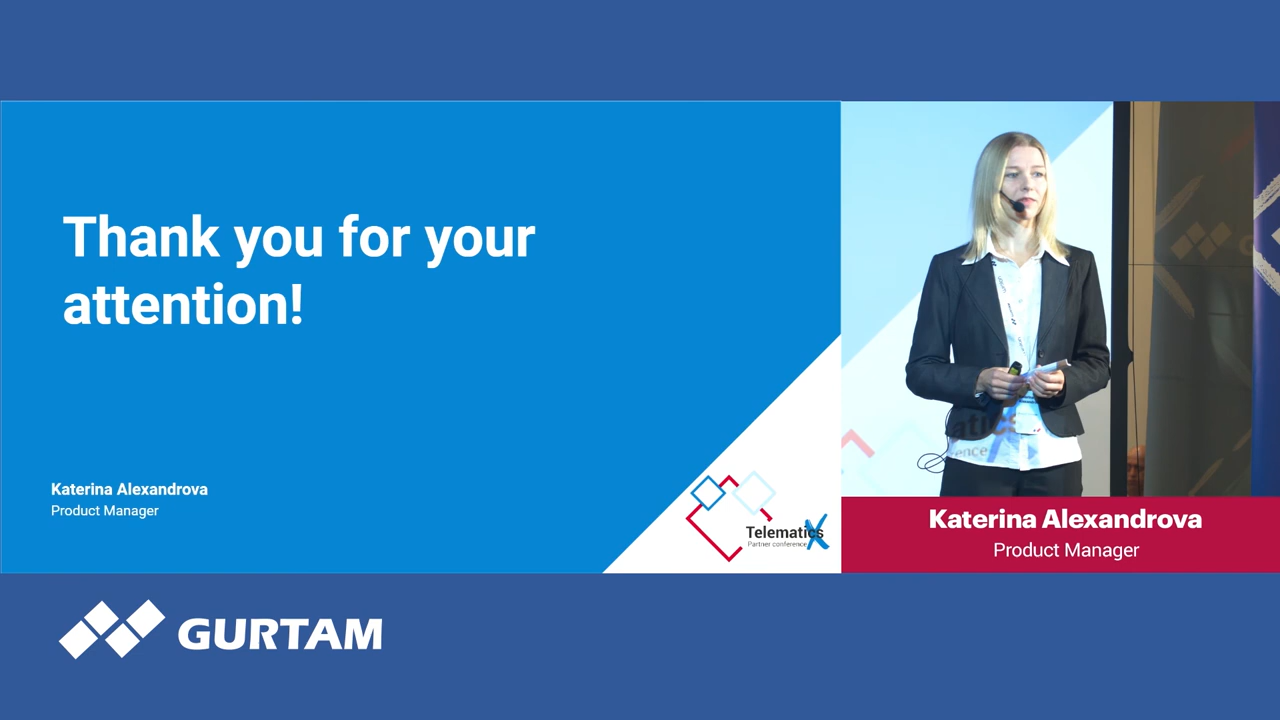 Thank you for your
attention!
Katerina Alexandrova
Product Manager
Telematics X
Partner conference
Katerina Alexandrova
Product Manager
GURTAM